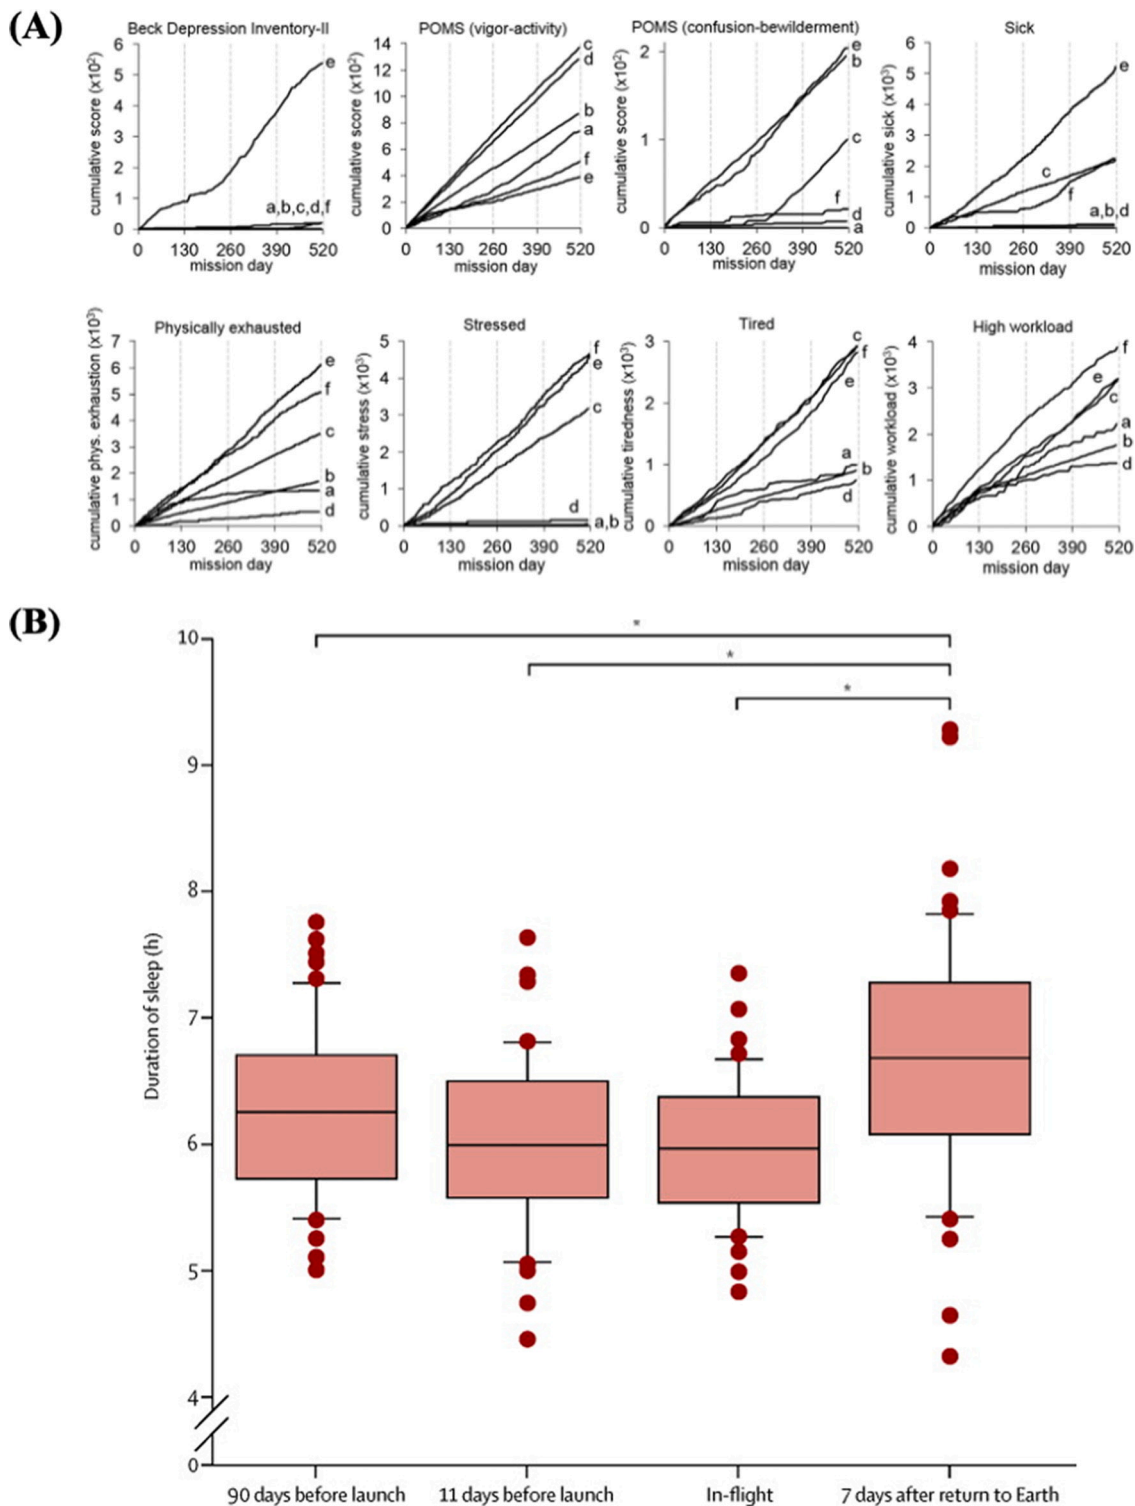 (A)
Beck Depression Inventory-II
cumulative score (x10²)
6
5
4
3
2
1
0
e
a,b,c,d,f
0 130 260 390 520
mission day
POMS (vigor-activity)
cumulative score (x10²)
14
12
10
8
6
4
2
0
c
d
b
a
f
e
0 130 260 390 520
mission day
POMS (confusion-bewilderment)
cumulative score (x10²)
2
1
0
e
b
c
f
d
a
0 130 260 390 520
mission day
Sick
cumulative sick (x10³)
6
5
4
3
2
1
0
e
c
f
a,b,d
0 130 260 390 520
mission day
Physically exhausted
cumulative phys. exhaustion (x10³)
7
6
5
4
3
2
1
0
e
f
c
b
a
d
0 130 260 390 520
mission day
Stressed
cumulative stress (x10³)
5
4
3
2
1
0
f
e
c
d
a,b
0 130 260 390 520
mission day
Tired
cumulative tiredness (x10³)
3
2
1
0
c
f
e
a
b
d
0 130 260 390 520
mission day
High workload
cumulative workload (x10³)
4
3
2
1
0
f
e
c
a
b
d
0 130 260 390 520
mission day
(B)
Duration of sleep (h)
10
9
8
7
6
5
4
0
*
*
*
90 days before launch
11 days before launch
In-flight
7 days after return to Earth